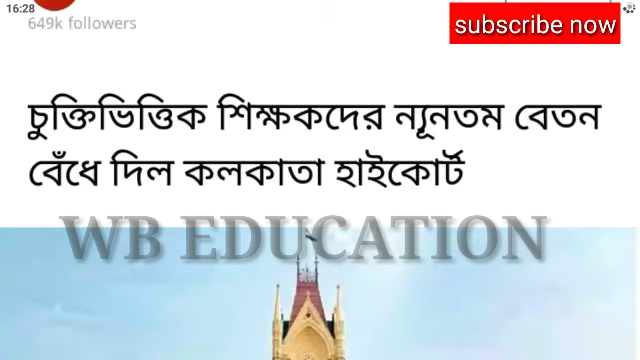 16:28
subscribe now
649k followers
চুক্তিভিত্তিক শিক্ষকদের ন্যূনতম বেতন
বেঁধে দিল কলকাতা হাইকোর্ট
WB EDUCATION